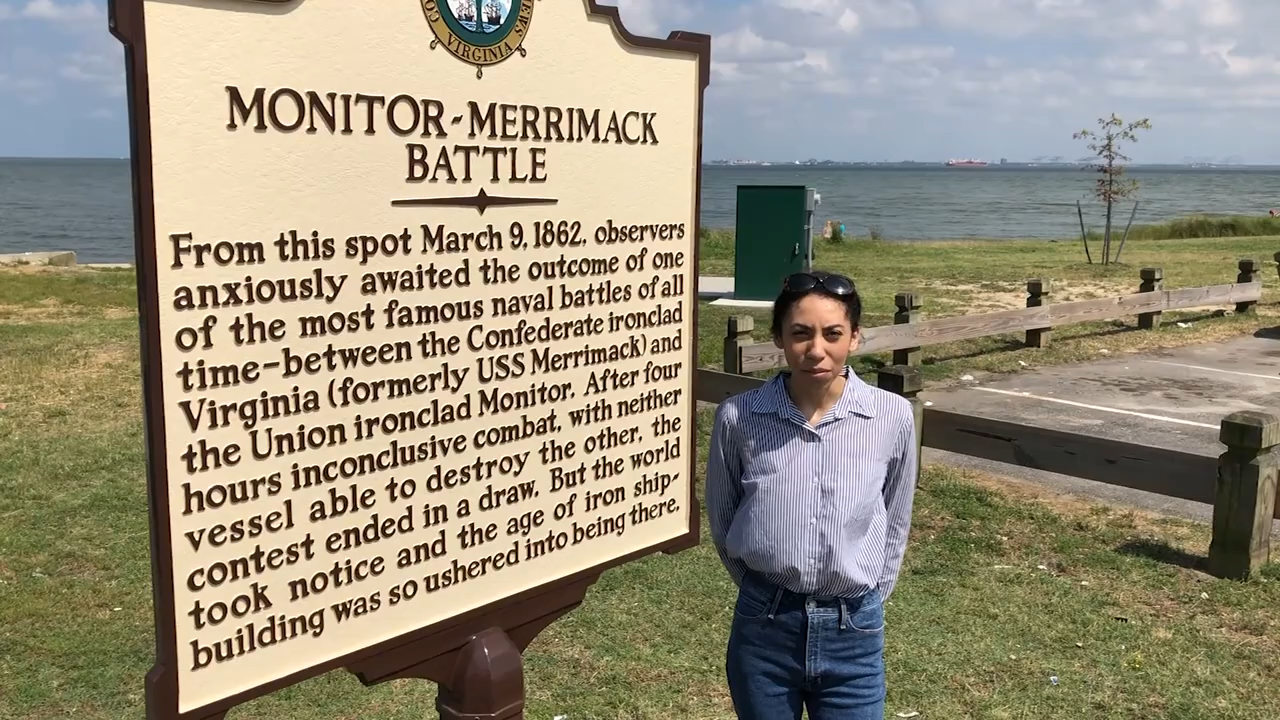 VIRGINIA
MONITOR-MERRIMACK
BATTLE
From this spot March 9, 1862, observers
anxiously awaited the outcome of one
of the most famous naval battles of all
time-between the Confederate ironclad
Virginia (formerly USS Merrimack) and
the Union ironclad Monitor. After four
hours inconclusive combat, with neither
vessel able to destroy the other, the
contest ended in a draw. But the world
took notice and the age of iron ship-
building was so ushered into being there.